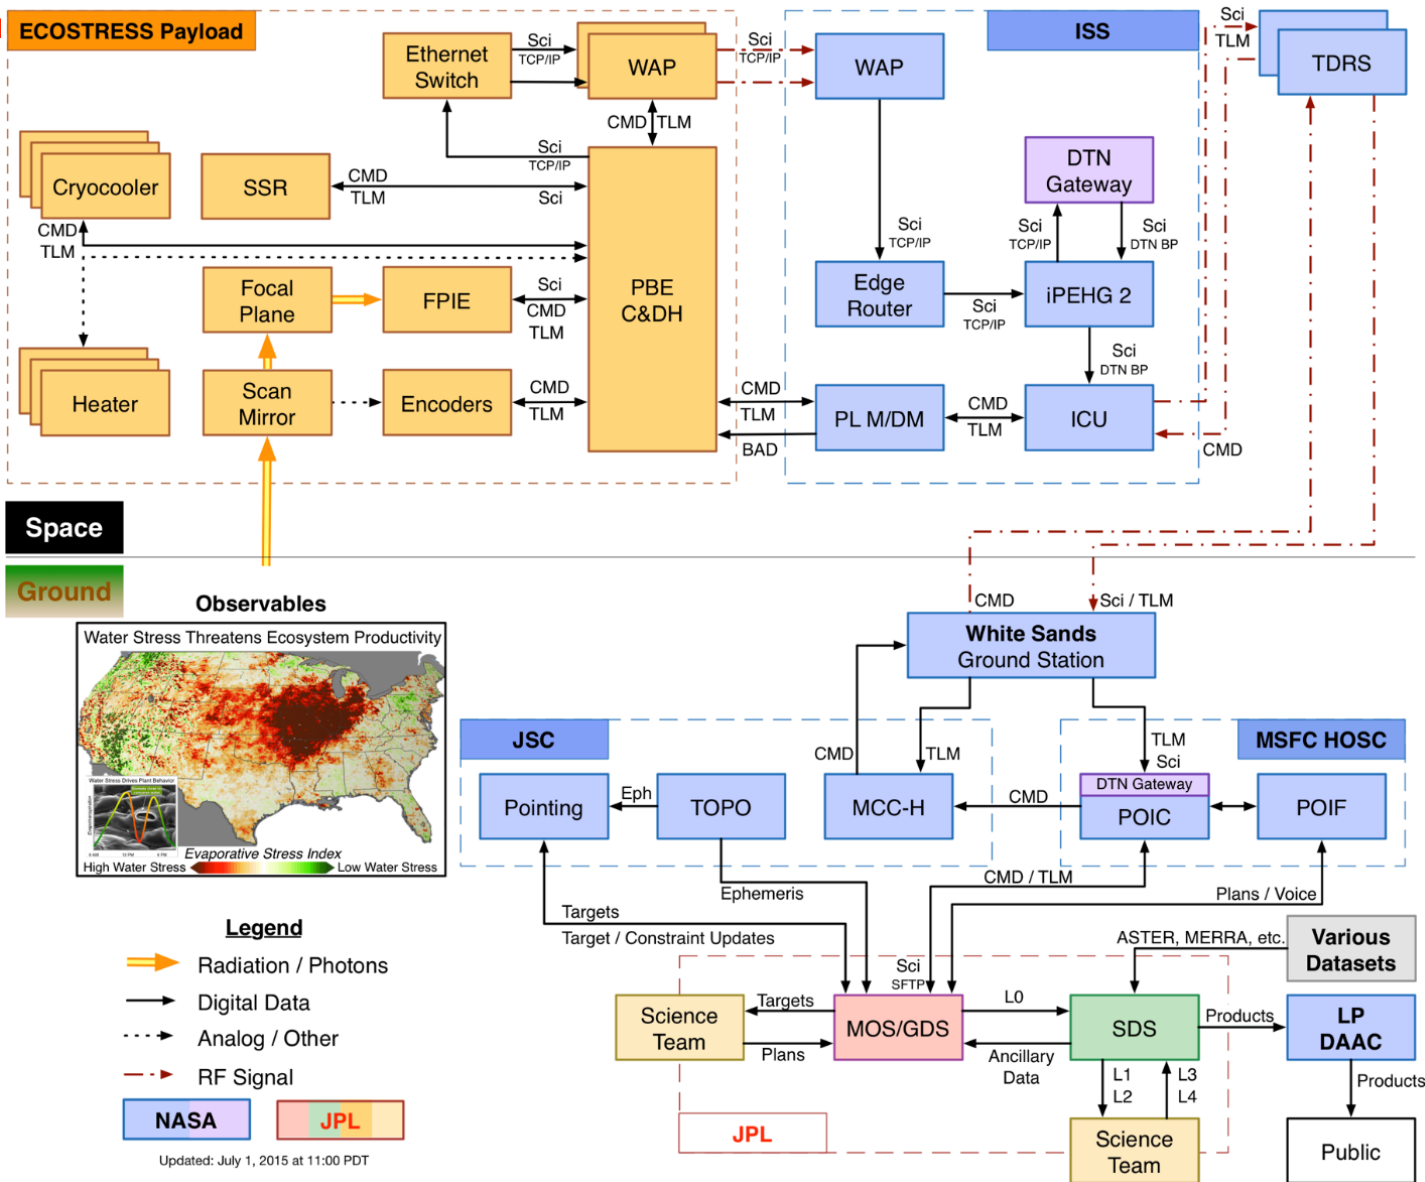 ECOSTRESS Payload
Ethernet
Switch
Sci
TCP/IP
WAP
Sci
TCP/IP
WAP
ISS
Sci
TLM
TDRS
CMD
TLM
Sci
TCP/IP
Cryocooler
SSR
CMD
TLM
Sci
DTN
Gateway
CMD
TLM
Sci
TCP/IP
Sci
TCP/IP
Sci
DTN BP
Focal
Plane
FPIE
Sci
CMD
TLM
PBE
C&DH
Edge
Router
Sci
TCP/IP
iPEHG 2
Sci
DTN BP
Heater
Scan
Mirror
Encoders
CMD
TLM
CMD
TLM
BAD
PL M/DM
CMD
TLM
ICU
CMD
Space
Ground
Observables
Water Stress Threatens Ecosystem Productivity
Water Stress Drives Plant Behavior
Evaporative Stress Index
High Water Stress
Low Water Stress
CMD
Sci / TLM
White Sands
Ground Station
JSC
CMD
TLM
TLM
Sci
MSFC HOSC
Pointing
Eph
TOPO
MCC-H
CMD
DTN Gateway
POIC
POIF
Ephemeris
CMD / TLM
Plans / Voice
Targets
Target / Constraint Updates
ASTER, MERRA, etc.
Various
Datasets
Sci
SFTP
Science
Team
Targets
Plans
MOS/GDS
L0
Ancillary
Data
SDS
Products
LP
DAAC
L1
L2
L3
L4
Products
JPL
Science
Team
Public
Legend
Radiation / Photons
Digital Data
Analog / Other
RF Signal
NASA
JPL
Updated: July 1, 2015 at 11:00 PDT